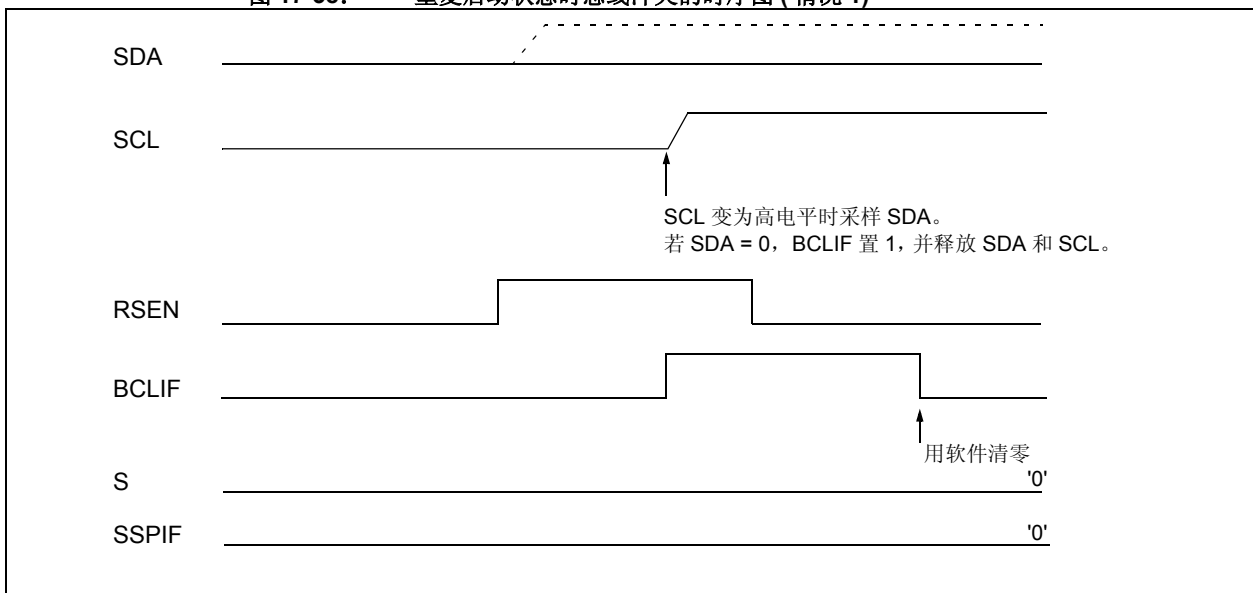 SDA
SCL
SCL 变为高电平时采样 SDA。
若 SDA = 0，BCLIF 置 1，并释放 SDA 和 SCL。
RSEN
BCLIF
用软件清零
S '0'
SSPIF '0'